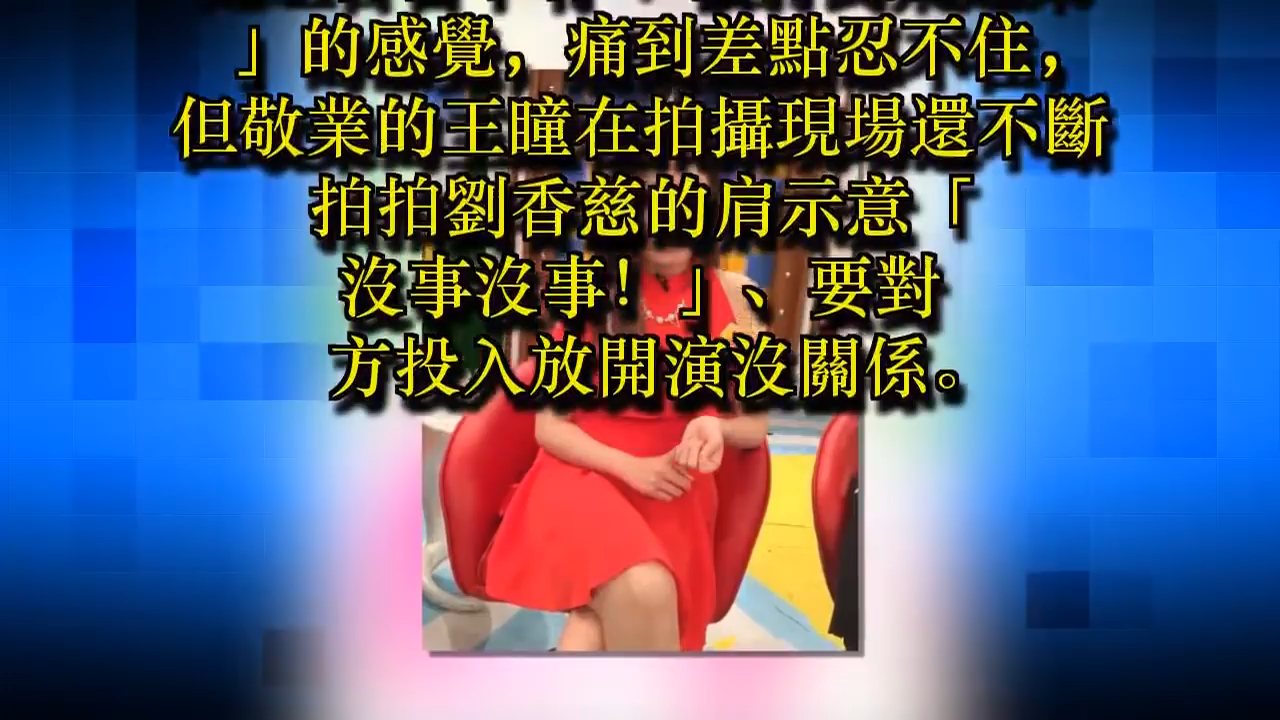 」的感覺，痛到差點忍不住，
但敬業的王瞳在拍攝現場還不斷
拍拍劉香慈的肩示意「
沒事沒事！」、要對
方投入放開演沒關係。